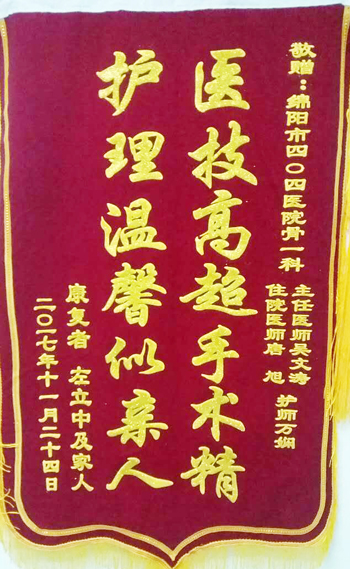 敬赠：绵阳市四〇四医院骨一科
主任医师吴文涛
住院医师唐旭 护师万娴
医技高超手术精
护理温馨似亲人
康复者 左立中及家人
二〇一七年十一月二十四日